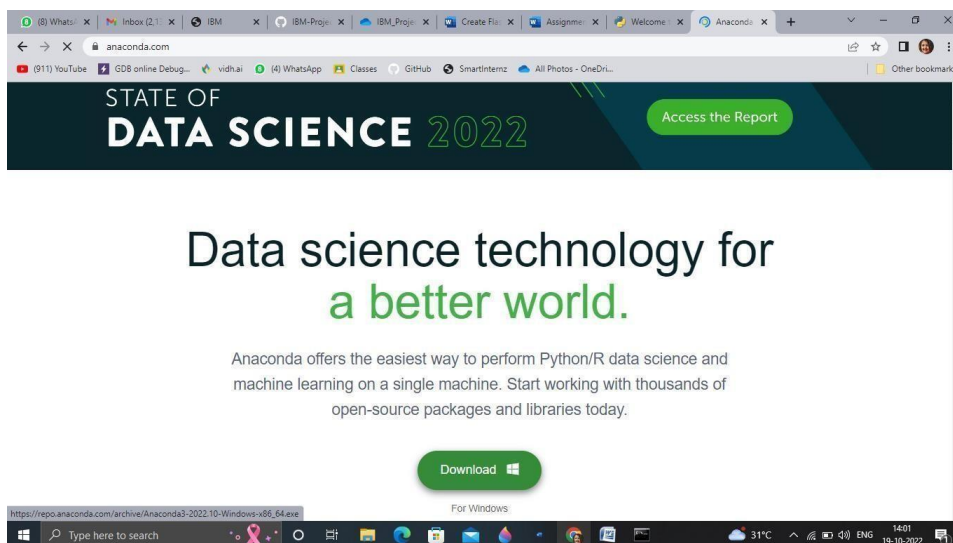 (8) Whats
Inbox (2,1
IBM
IBM-Proje
IBM_Proje
Create Fla
Assignmen
Welcome t
Anaconda
anaconda.com
(911) YouTube
GDB online Debug...
vidh.ai
(4) WhatsApp
Classes
GitHub
SmartInternz
All Photos - OneDri...
Other bookmark
STATE OF
DATA SCIENCE 2022
Access the Report
Data science technology for
a better world.
Anaconda offers the easiest way to perform Python/R data science and
machine learning on a single machine. Start working with thousands of
open-source packages and libraries today.
Download
For Windows
https://repo.anaconda.com/archive/Anaconda3-2022.10-Windows-x86_64.exe
Type here to search
31°C
ENG
14:01
19-10-2022